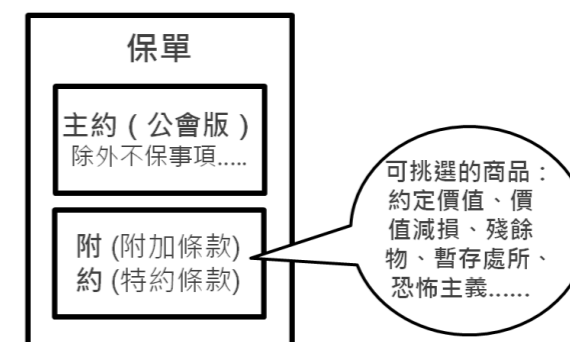 保單
主約（公會版）
除外不保事項.....
附 (附加條款)
約 (特約條款)
可挑選的商品：
約定價值、價
值減損、殘餘
物、暫存處所、
恐怖主義......